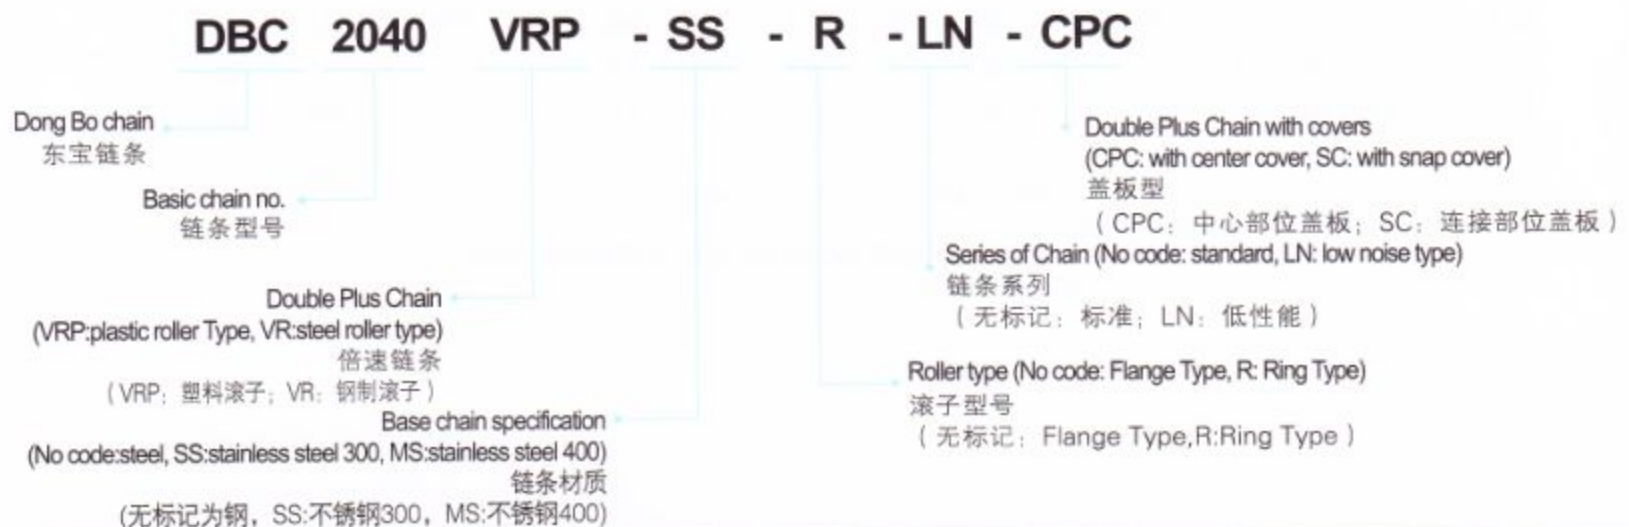 DBC 2040 VRP - SS - R - LN - CPC
Dong Bo chain
东宝链条
Basic chain no.
链条型号
Double Plus Chain
(VRP:plastic roller Type, VR:steel roller type)
倍速链条
（VRP：塑料滚子；VR：钢制滚子）
Base chain specification
(No code:steel, SS:stainless steel 300, MS:stainless steel 400)
链条材质
(无标记为钢，SS:不锈钢300，MS:不锈钢400)
Double Plus Chain with covers
(CPC: with center cover, SC: with snap cover)
盖板型
（CPC：中心部位盖板；SC：连接部位盖板）
Series of Chain (No code: standard, LN: low noise type)
链条系列
（无标记：标准；LN：低性能）
Roller type (No code: Flange Type, R: Ring Type)
滚子型号
（无标记：Flange Type,R:Ring Type）